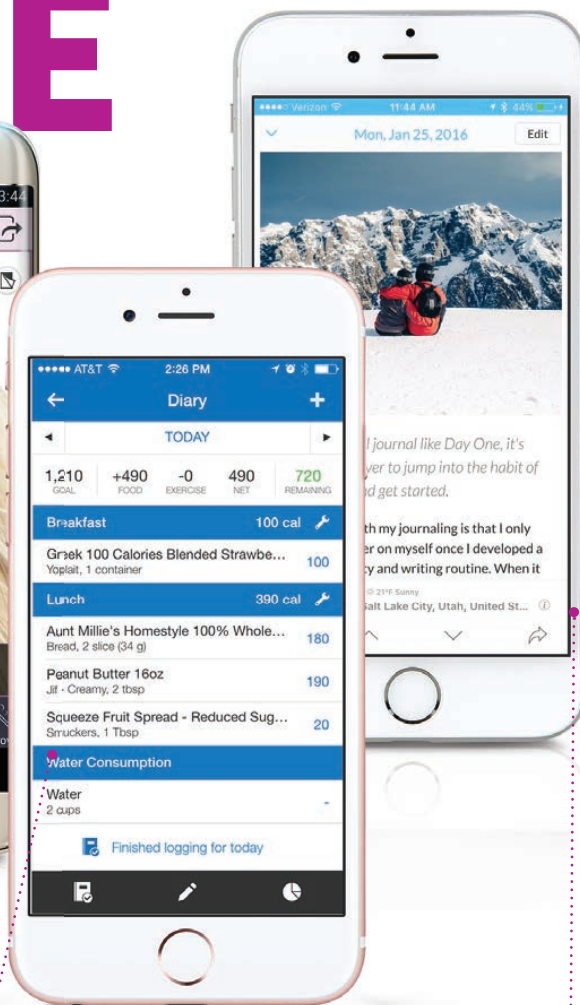 E
3:44
Verizon 11:44 AM 44%
Mon, Jan 25, 2016 Edit
l journal like Day One, it's
ver to jump into the habit of
nd get started.
th my journaling is that I only
er on myself once I developed a
cy and writing routine. When it
21°F Sunny
Salt Lake City, Utah, United St...
AT&T 2:26 PM
Diary
TODAY
1,210 +490 -0 490 720
GOAL FOOD EXERCISE NET REMAINING
Breakfast 100 cal
Greek 100 Calories Blended Strawbe... 100
Yoplait, 1 container
Lunch 390 cal
Aunt Millie's Homestyle 100% Whole... 180
Bread, 2 slice (34 g)
Peanut Butter 16oz 190
Jif - Creamy, 2 tbsp
Squeeze Fruit Spread - Reduced Sug... 20
Smuckers, 1 Tbsp
Water Consumption
Water -
2 cups
Finished logging for today